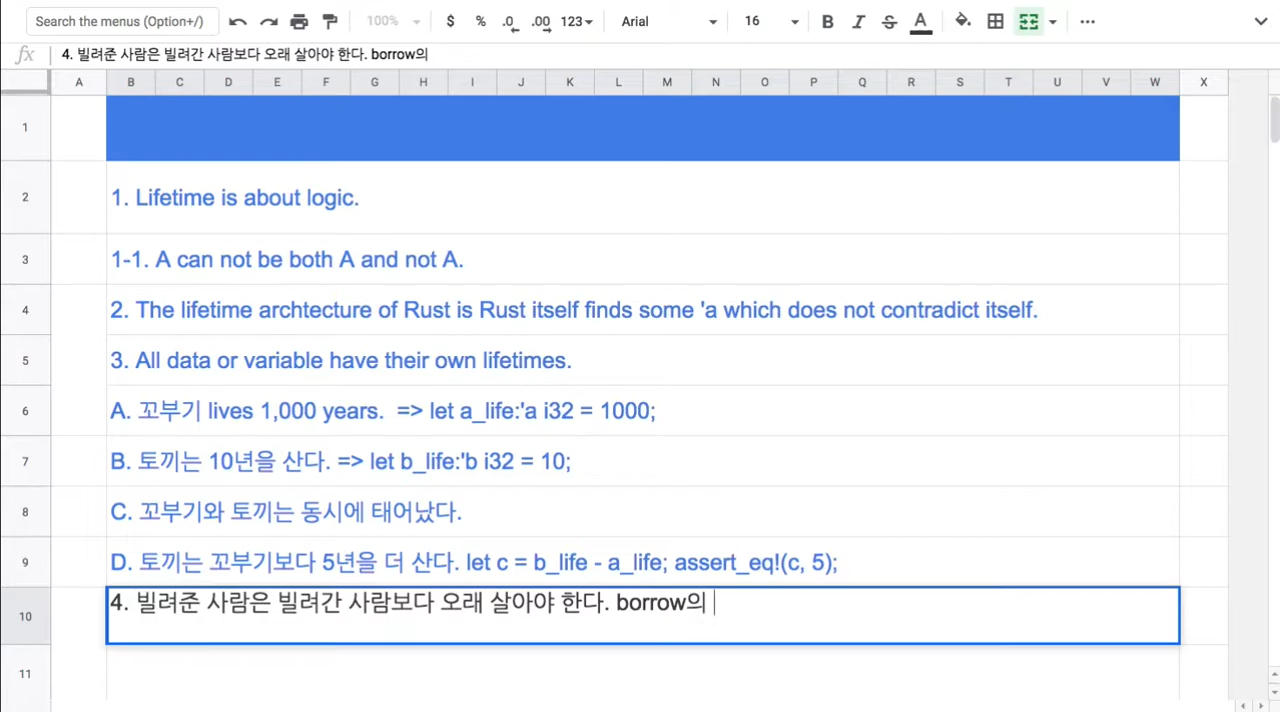 Search the menus (Option+/) 100% $ % .0 .00 123 Arial 16 B I S A
fx 4. 빌려준 사람은 빌려간 사람보다 오래 살아야 한다. borrow의
A B C D E F G H I J K L M N O P Q R S T U V W X
1
2 1. Lifetime is about logic.
3 1-1. A can not be both A and not A.
4 2. The lifetime archtecture of Rust is Rust itself finds some 'a which does not contradict itself.
5 3. All data or variable have their own lifetimes.
6 A. 꼬부기 lives 1,000 years.  => let a_life:'a i32 = 1000;
7 B. 토끼는 10년을 산다. => let b_life:'b i32 = 10;
8 C. 꼬부기와 토끼는 동시에 태어났다.
9 D. 토끼는 꼬부기보다 5년을 더 산다. let c = b_life - a_life; assert_eq!(c, 5);
10 4. 빌려준 사람은 빌려간 사람보다 오래 살아야 한다. borrow의
11